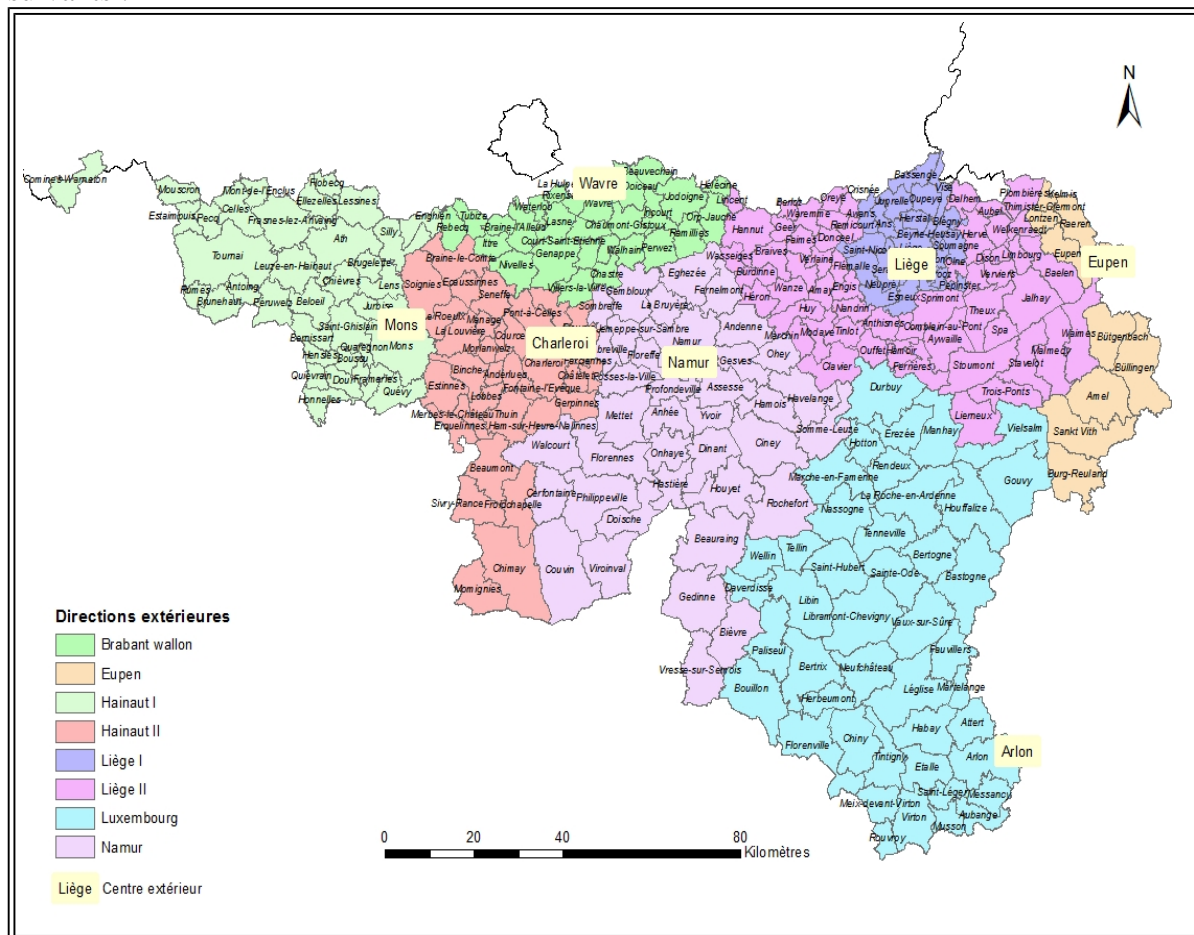 N
Comines-Warneton
Mouscron
Mont-de-l'Enclus
Flobecq
Ellezelles
Lessines
Estaimpuis
Pecq
Celles
Frasnes-lez-Anvaing
Ath
Silly
Tournai
Leuze-en-Hainaut
Brugelette
Chièvres
Lens
Rumes
Antoing
Brunehaut
Péruwelz
Beloeil
Jurbise
Saint-Ghislain
Bernissart
Mons
Quaregnon
Mons
Hensies
Boussu
Quiévrain
Dour
Frameries
Honnelles
Quévy
Enghien
Rebecq
Tubize
Braine-l'Alleud
Ittre
Nivelles
La Hulpe
Rixensart
Waterloo
Lasne
Wavre
Wavre
Beauvechain
Jodoigne
Hélécine
Incourt
Orp-Jauche
Ramillies
Chaumont-Gistoux
Court-Saint-Etienne
Genappe
Walhain
Perwez
Chastre
Villers-la-Ville
Braine-le-Comte
Soignies
Ecaussinnes
Seneffe
Pont-à-Celles
Manage
La Louvière
Morlanwelz
Charleroi
Binche
Anderlues
Fontaine-l'Evêque
Châtelet
Estinnes
Lobbes
Gerpinnes
Merbes-le-Château
Thuin
Ham-sur-Heure-Nalinnes
Erquelinnes
Beaumont
Sivry-Rance
Froidchapelle
Chimay
Momignies
Sombreffe
Gembloux
Eghezée
La Bruyère
Fernelmont
Jemeppe-sur-Sambre
Namur
Namur
Andenne
Floreffe
Gesves
Ohey
Fosses-la-Ville
Profondeville
Assesse
Mettet
Anhée
Yvoir
Hamois
Havelange
Somme-Leuze
Walcourt
Florennes
Onhaye
Dinant
Ciney
Hastière
Houyet
Rochefort
Cerfontaine
Philippeville
Doische
Couvin
Viroinval
Beauraing
Gedinne
Bièvre
Vresse-sur-Semois
Lincent
Hannut
Berloz
Waremme
Oreye
Crisnée
Geer
Faimes
Remicourt
Donceel
Wasseiges
Braives
Verlaine
Burdinne
Wanze
Amay
Engis
Héron
Huy
Nandrin
Marchin
Modave
Tinlot
Anthisnes
Clavier
Ouffet
Hamoir
Ferrières
Comblain-au-Pont
Aywaille
Sprimont
Bassenge
Juprelle
Oupeye
Visé
Awans
Ans
Herstal
Blegny
Saint-Nicolas
Flémalle
Liège
Beyne-Heusay
Soumagne
Neupré
Esneux
Dalhem
Aubel
Plombières
Thimister-Clermont
Herve
Welkenraedt
Dison
Limbourg
Verviers
Baelen
Pepinster
Theux
Jalhay
Spa
Stoumont
Stavelot
Malmedy
Waimes
Trois-Ponts
Lierneux
Kelmis
Lontzen
Raeren
Eupen
Eupen
Bütgenbach
Büllingen
Amel
Sankt Vith
Burg-Reuland
Durbuy
Hotton
Erezée
Manhay
Vielsalm
Rendeux
Gouvy
Marche-en-Famenne
La Roche-en-Ardenne
Nassogne
Houffalize
Tenneville
Wellin
Tellin
Saint-Hubert
Bertogne
Sainte-Ode
Bastogne
Daverdisse
Libin
Libramont-Chevigny
Vaux-sur-Sûre
Paliseul
Bertrix
Neufchâteau
Fauvillers
Bouillon
Herbeumont
Léglise
Martelange
Florenville
Chiny
Habay
Attert
Tintigny
Etalle
Arlon
Arlon
Meix-devant-Virton
Saint-Léger
Messancy
Virton
Aubange
Musson
Rouvroy
Directions extérieures
Brabant wallon
Eupen
Hainaut I
Hainaut II
Liège I
Liège II
Luxembourg
Namur
Liège Centre extérieur
0 20 40 80
Kilomètres